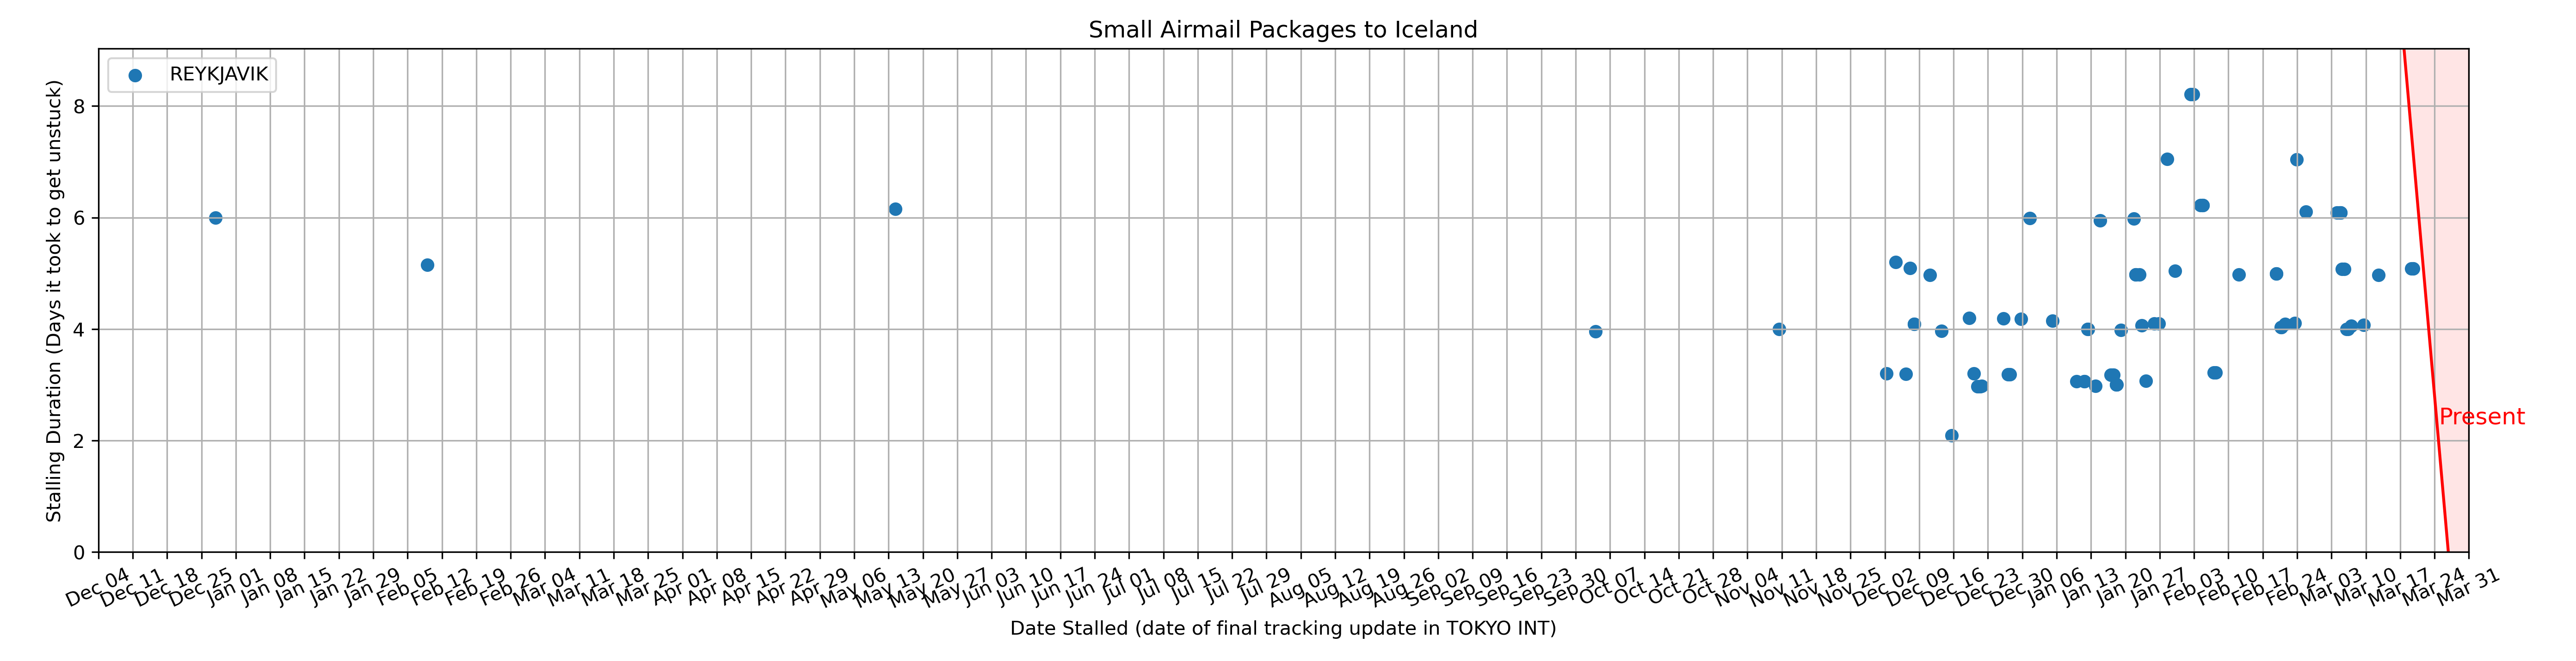 Small Airmail Packages to Iceland
REYKJAVIK
Stalling Duration (Days it took to get unstuck)
8
6
4
2
0
Present
Dec 04
Dec 11
Dec 18
Dec 25
Jan 01
Jan 08
Jan 15
Jan 22
Jan 29
Feb 05
Feb 12
Feb 19
Feb 26
Mar 04
Mar 11
Mar 18
Mar 25
Apr 01
Apr 08
Apr 15
Apr 22
Apr 29
May 06
May 13
May 20
May 27
Jun 03
Jun 10
Jun 17
Jun 24
Jul 01
Jul 08
Jul 15
Jul 22
Jul 29
Aug 05
Aug 12
Aug 19
Aug 26
Sep 02
Sep 09
Sep 16
Sep 23
Sep 30
Oct 07
Oct 14
Oct 21
Oct 28
Nov 04
Nov 11
Nov 18
Nov 25
Dec 02
Dec 09
Dec 16
Dec 23
Dec 30
Jan 06
Jan 13
Jan 20
Jan 27
Feb 03
Feb 10
Feb 17
Feb 24
Mar 03
Mar 10
Mar 17
Mar 24
Mar 31
Date Stalled (date of final tracking update in TOKYO INT)